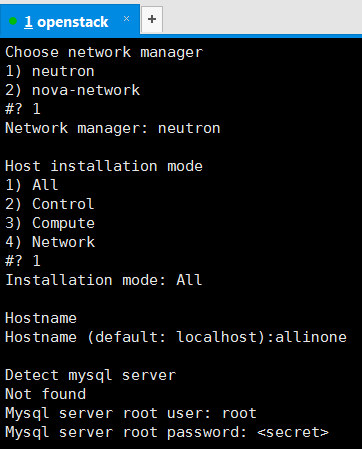 1 openstack × +
Choose network manager
1) neutron
2) nova-network
#? 1
Network manager: neutron
Host installation mode
1) All
2) Control
3) Compute
4) Network
#? 1
Installation mode: All
Hostname
Hostname (default: localhost):allinone
Detect mysql server
Not found
Mysql server root user: root
Mysql server root password: <secret>